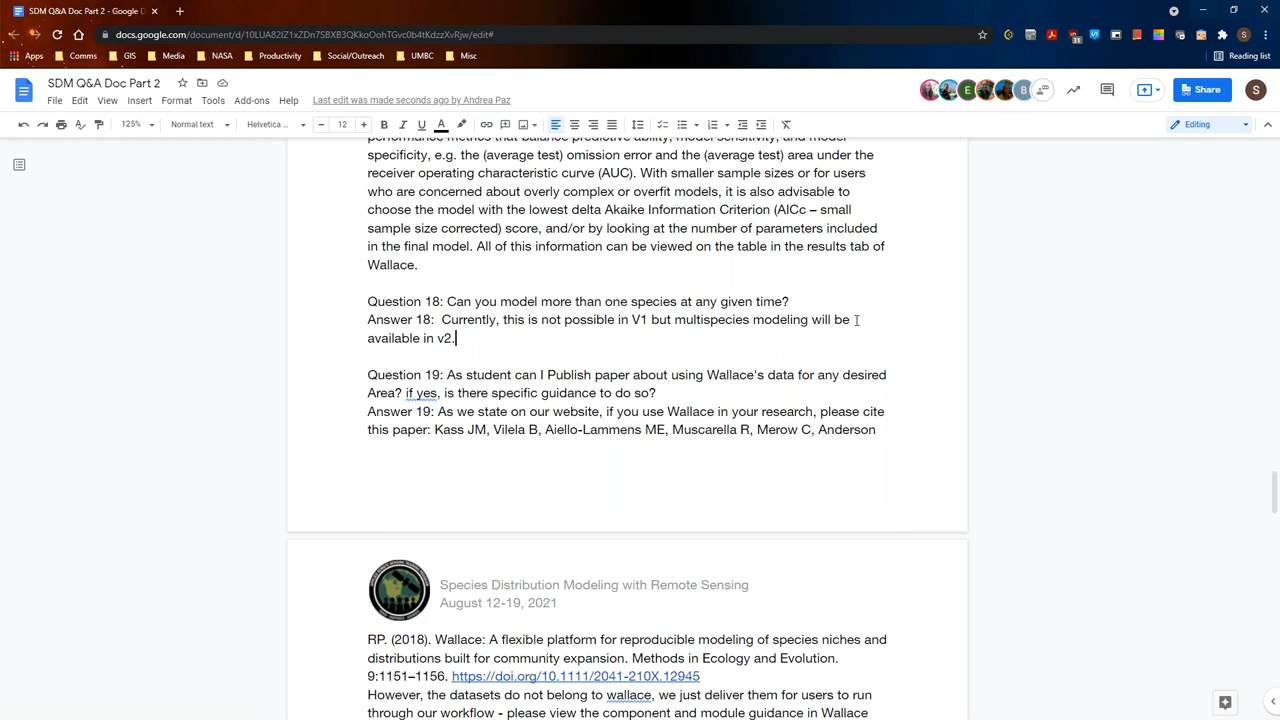 SDM Q&A Doc Part 2 - Google D
docs.google.com/document/d/10LUA82IZ1xZDn7SBXB3QKkoOohTGvc0b4tKdzzXvRjw/edit#
Apps Comms GIS Media NASA Productivity Social/Outreach UMBC Misc Reading list
SDM Q&A Doc Part 2
File Edit View Insert Format Tools Add-ons Help Last edit was made seconds ago by Andrea Paz
Share
S
125% Normal text Helvetica ... 12 Editing
performance metrics that balance predictive ability, model sensitivity, and model
specificity, e.g. the (average test) omission error and the (average test) area under the
receiver operating characteristic curve (AUC). With smaller sample sizes or for users
who are concerned about overly complex or overfit models, it is also advisable to
choose the model with the lowest delta Akaike Information Criterion (AICc – small
sample size corrected) score, and/or by looking at the number of parameters included
in the final model. All of this information can be viewed on the table in the results tab of
Wallace.
Question 18: Can you model more than one species at any given time?
Answer 18: Currently, this is not possible in V1 but multispecies modeling will be
available in v2.
Question 19: As student can I Publish paper about using Wallace's data for any desired
Area? if yes, is there specific guidance to do so?
Answer 19: As we state on our website, if you use Wallace in your research, please cite
this paper: Kass JM, Vilela B, Aiello-Lammens ME, Muscarella R, Merow C, Anderson
Species Distribution Modeling with Remote Sensing
August 12-19, 2021
RP. (2018). Wallace: A flexible platform for reproducible modeling of species niches and
distributions built for community expansion. Methods in Ecology and Evolution.
9:1151–1156. https://doi.org/10.1111/2041-210X.12945
However, the datasets do not belong to wallace, we just deliver them for users to run
through our workflow - please view the component and module guidance in Wallace